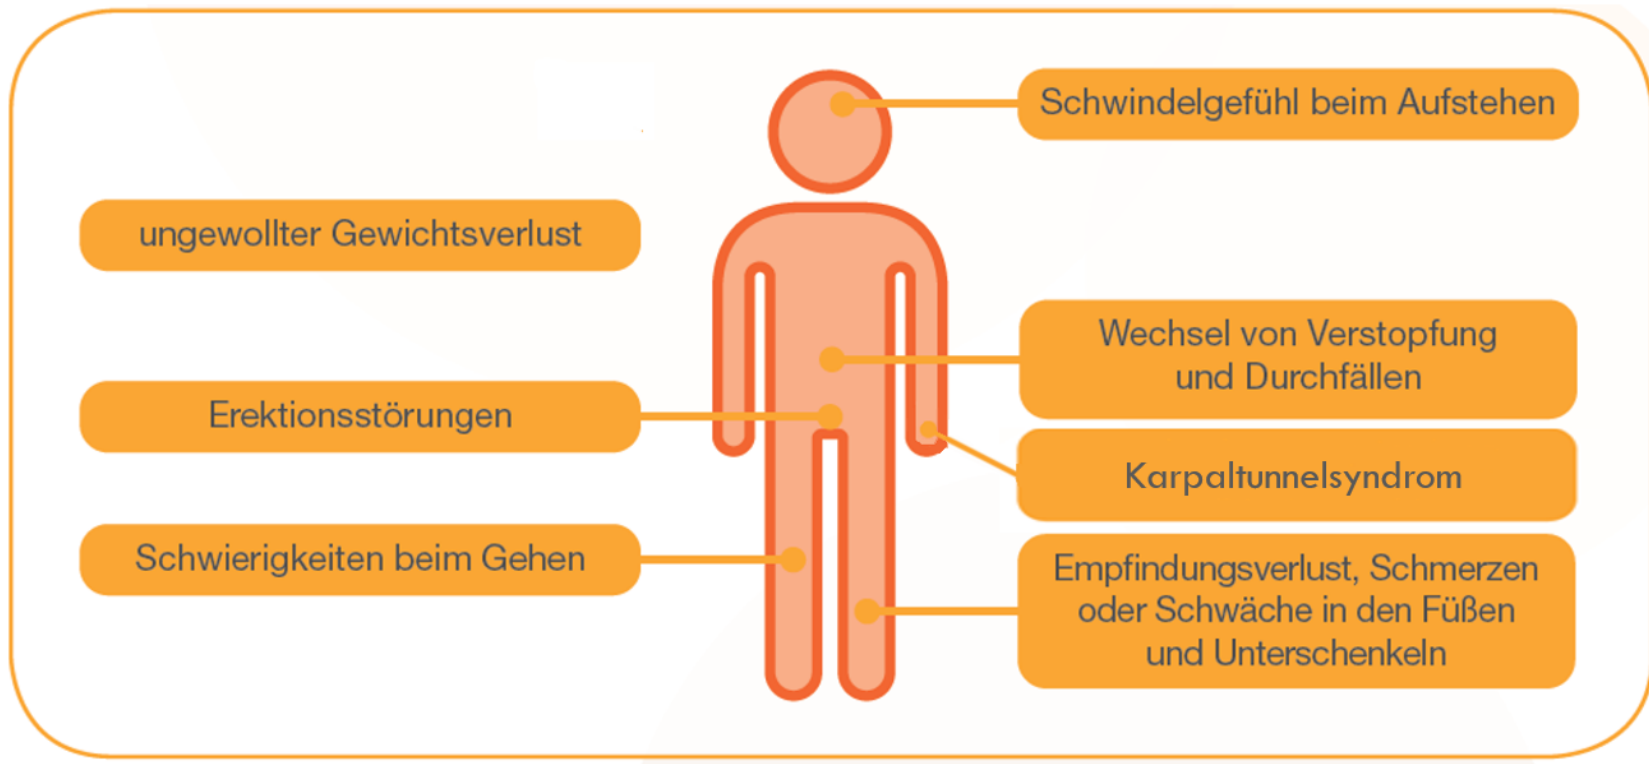 Schwindelgefühl beim Aufstehen
ungewollter Gewichtsverlust
Wechsel von Verstopfung
und Durchfällen
Erektionsstörungen
Karpaltunnelsyndrom
Schwierigkeiten beim Gehen
Empfindungsverlust, Schmerzen
oder Schwäche in den Füßen
und Unterschenkeln